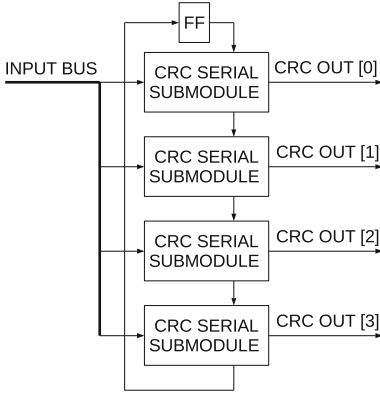 FF
INPUT BUS
CRC SERIAL
SUBMODULE
CRC OUT [0]
CRC SERIAL
SUBMODULE
CRC OUT [1]
CRC SERIAL
SUBMODULE
CRC OUT [2]
CRC SERIAL
SUBMODULE
CRC OUT [3]